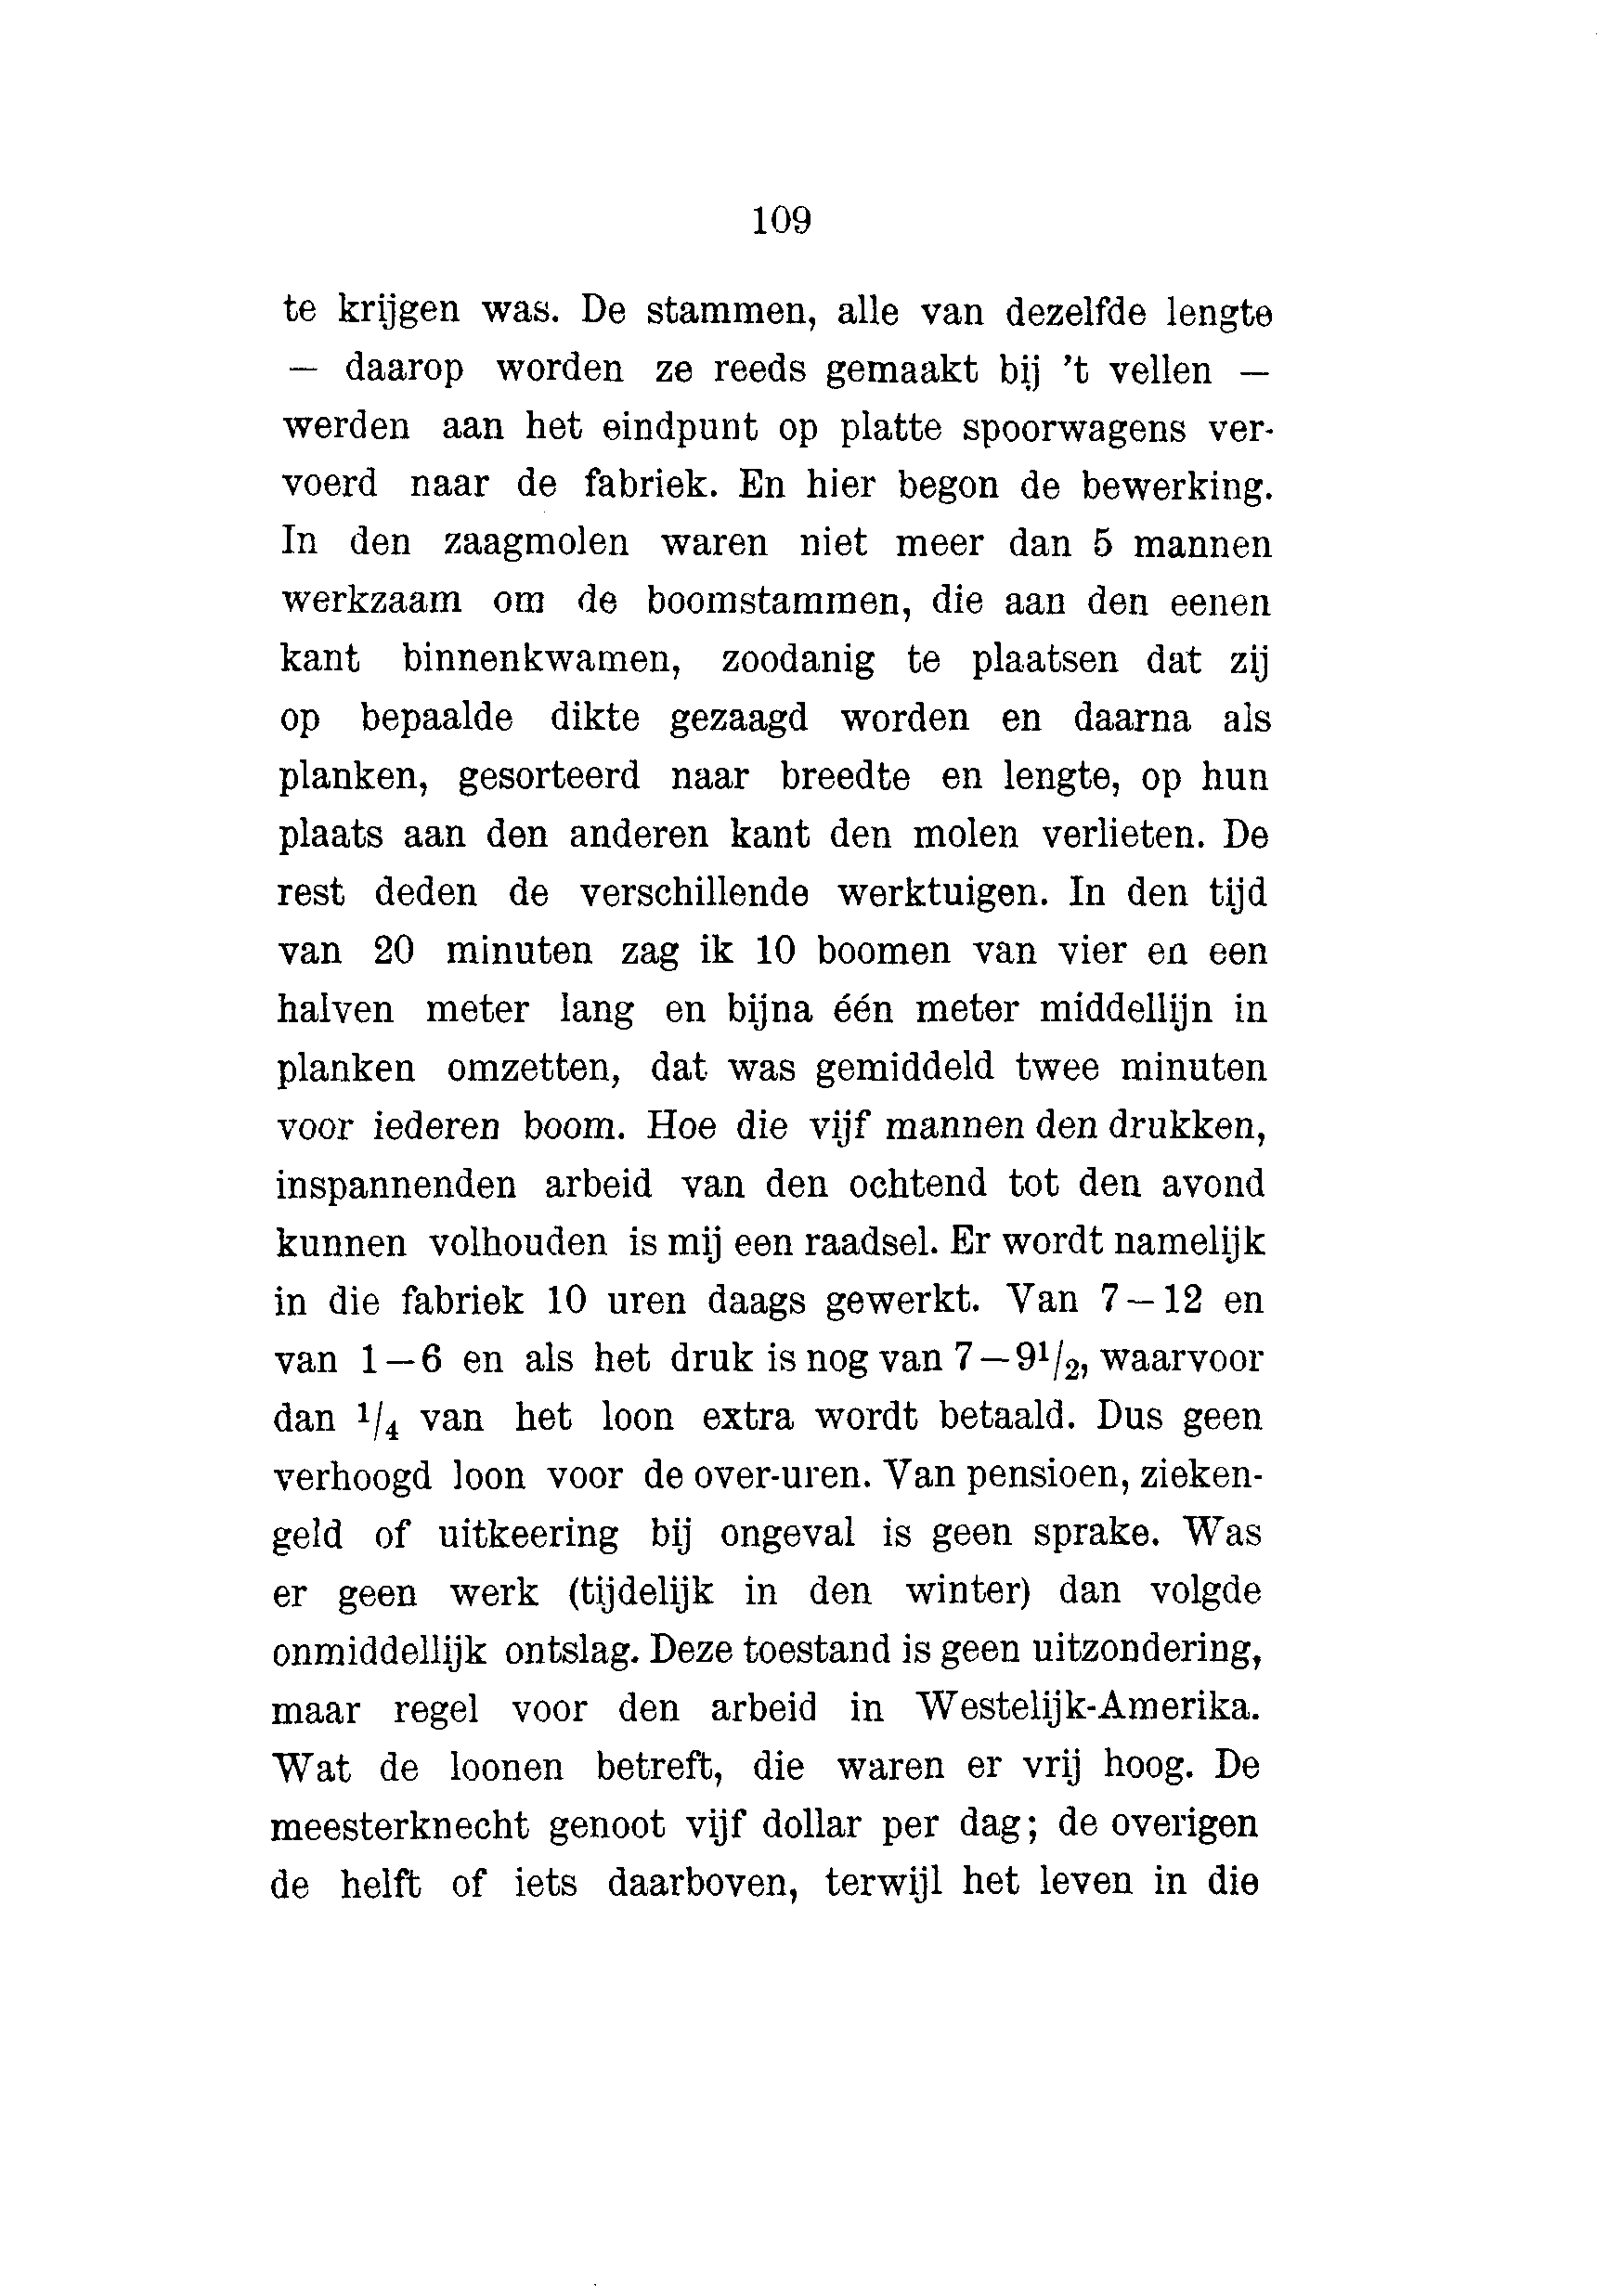 109
te krijgen was. De stammen, alle van dezelfde lengte
— daarop worden ze reeds gemaakt bij 't vellen —
werden aan het eindpunt op platte spoorwagens ver-
voerd naar de fabriek. En hier begon de bewerking.
In den zaagmolen waren niet meer dan 5 mannen
werkzaam om de boomstammen, die aan den eenen
kant binnenkwamen, zoodanig te plaatsen dat zij
op bepaalde dikte gezaagd worden en daarna als
planken, gesorteerd naar breedte en lengte, op hun
plaats aan den anderen kant den molen verlieten. De
rest deden de verschillende werktuigen. In den tijd
van 20 minuten zag ik 10 boomen van vier en een
halven meter lang en bijna één meter middellijn in
planken omzetten, dat was gemiddeld twee minuten
voor iederen boom. Hoe die vijf mannen den drukken,
inspannenden arbeid van den ochtend tot den avond
kunnen volhouden is mij een raadsel. Er wordt namelijk
in die fabriek 10 uren daags gewerkt. Van 7—12 en
van 1—6 en als het druk is nog van 7—9¹/₂, waarvoor
dan ¹/₄ van het loon extra wordt betaald. Dus geen
verhoogd loon voor de over-uren. Van pensioen, zieken-
geld of uitkeering bij ongeval is geen sprake. Was
er geen werk (tijdelijk in den winter) dan volgde
onmiddellijk ontslag. Deze toestand is geen uitzondering,
maar regel voor den arbeid in Westelijk-Amerika.
Wat de loonen betreft, die waren er vrij hoog. De
meesterknecht genoot vijf dollar per dag; de overigen
de helft of iets daarboven, terwijl het leven in die